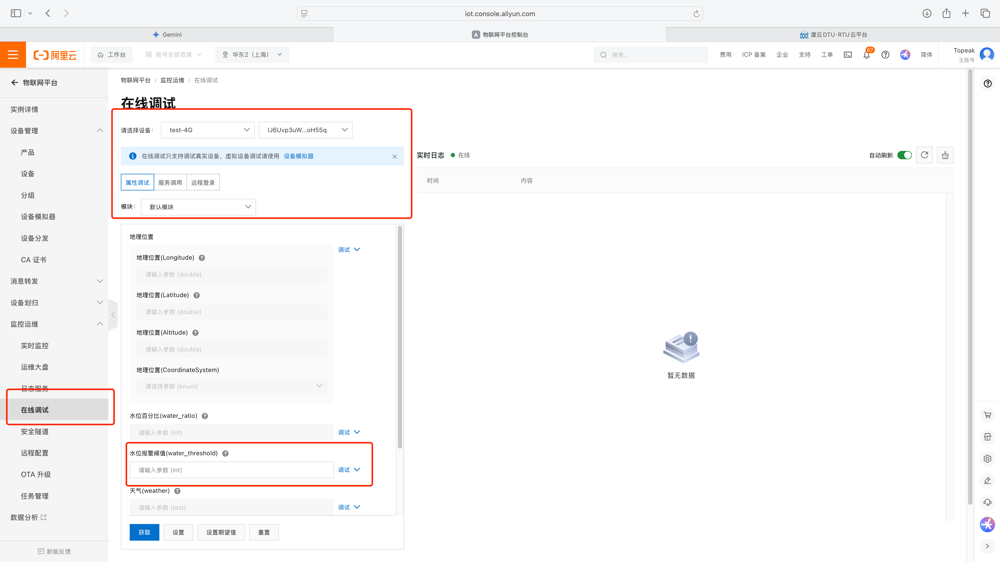 iot.console.aliyun.com
Gemini
A 物联网平台控制台
doiot 度云DTU·RTU云平台
阿里云
工作台
账号全部资源
华东2（上海）
搜索...
费用
ICP 备案
企业
支持
工单
67
简体
Topeak
主账号
物联网平台
实例详情
设备管理
产品
设备
分组
设备模拟器
设备分发
CA 证书
消息转发
设备划归
监控运维
实时监控
运维大盘
日志服务
在线调试
安全隧道
远程配置
OTA 升级
任务管理
数据分析
新版反馈
物联网平台 / 监控运维 / 在线调试
在线调试
请选择设备： test-4G IJ6Uvp3uW...oH55q
在线调试只支持调试真实设备，虚拟设备调试请使用 设备模拟器
属性调试 服务调用 远程登录
模块： 默认模块
地理位置
调试
地理位置(Longitude)
请输入参数 (double)
地理位置(Latitude)
请输入参数 (double)
地理位置(Altitude)
请输入参数 (double)
地理位置(CoordinateSystem)
请选择参数 (enum)
水位百分比(water_ratio)
请输入参数 (int) 调试
水位报警阈值(water_threshold)
请输入参数 (int) 调试
天气(weather)
请输入参数 (text) 调试
获取 设置 设置期望值 重置
实时日志 在线
自动刷新
时间 内容
暂无数据
APP